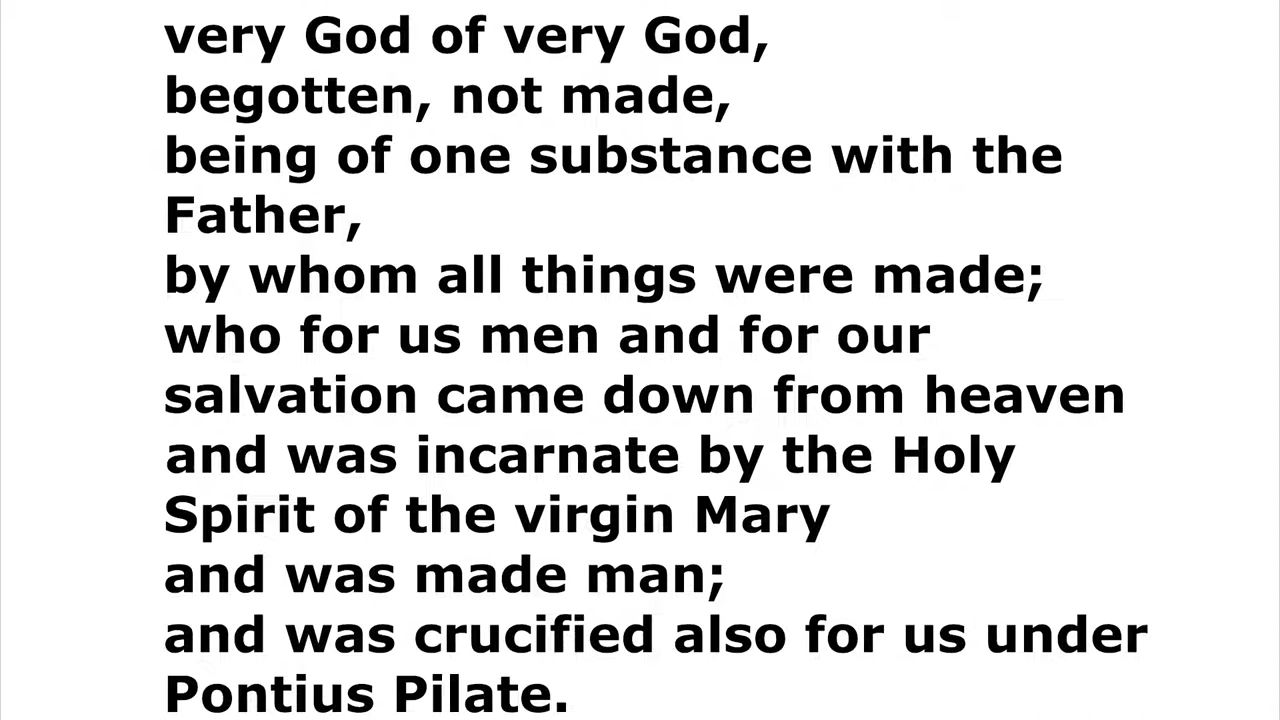 very God of very God,
begotten, not made,
being of one substance with the
Father,
by whom all things were made;
who for us men and for our
salvation came down from heaven
and was incarnate by the Holy
Spirit of the virgin Mary
and was made man;
and was crucified also for us under
Pontius Pilate.